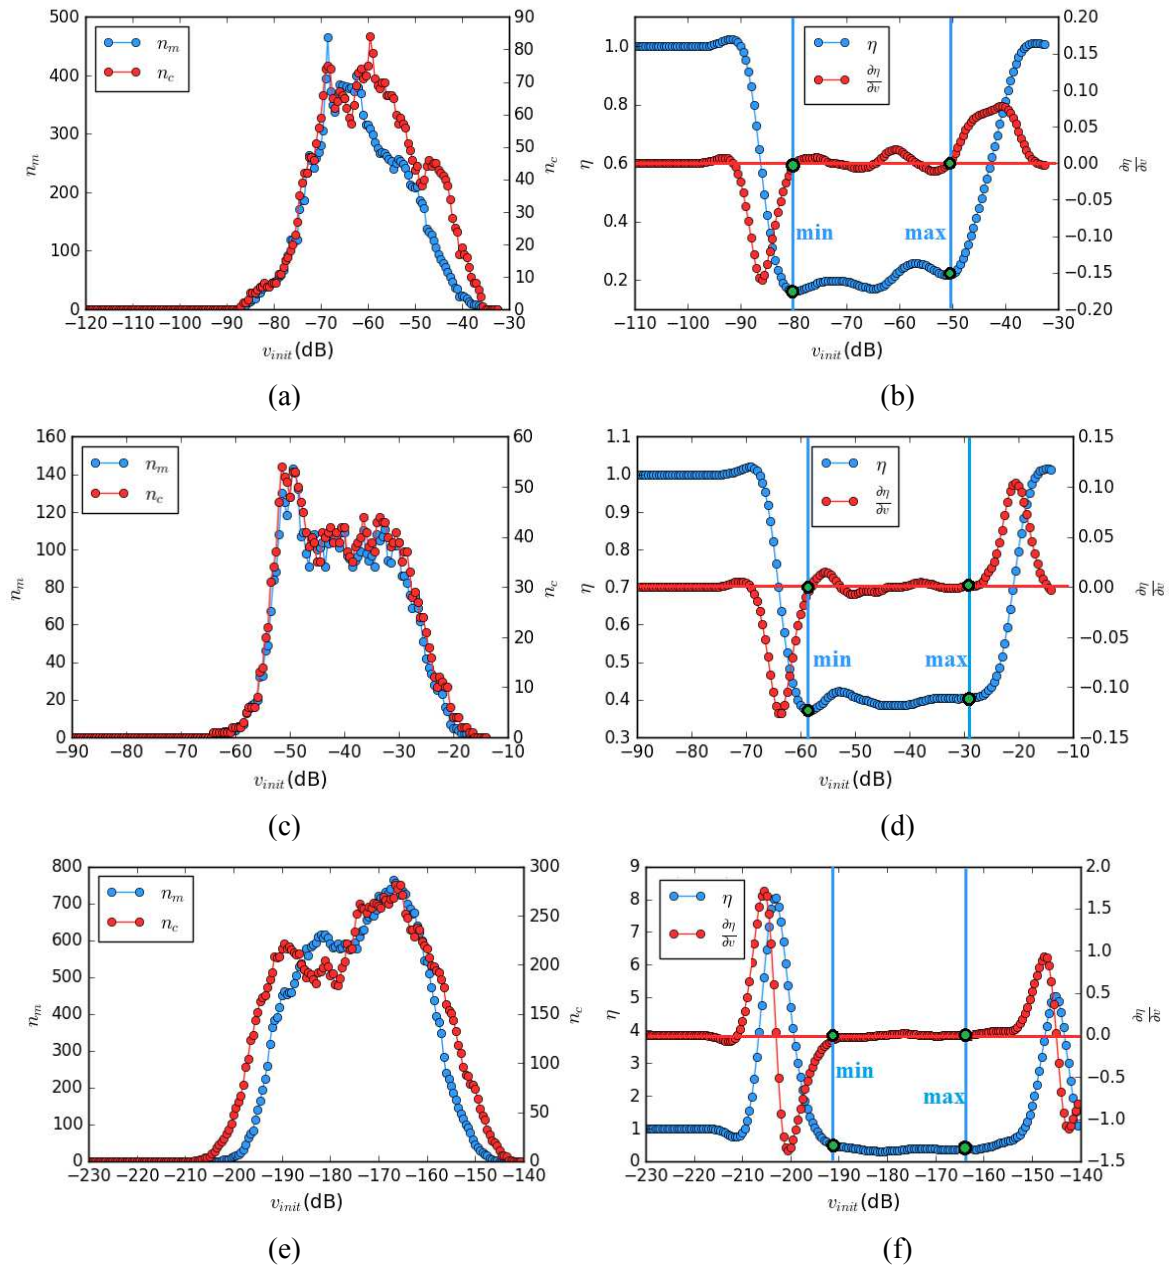 500
400
300
200
100
0
n_m
90
80
70
60
50
40
30
20
10
0
n_c
n_m
n_c
−120 −110 −100 −90 −80 −70 −60 −50 −40 −30
v_init(dB)
(a)
1.0
0.8
0.6
0.4
0.2
η
0.20
0.15
0.10
0.05
0.00
−0.05
−0.10
−0.15
−0.20
∂η/∂v
η
∂η/∂v
min max
−110 −100 −90 −80 −70 −60 −50 −40 −30
v_init(dB)
(b)
160
140
120
100
80
60
40
20
0
n_m
60
50
40
30
20
10
0
n_c
n_m
n_c
−90 −80 −70 −60 −50 −40 −30 −20 −10
v_init(dB)
(c)
1.1
1.0
0.9
0.8
0.7
0.6
0.5
0.4
0.3
η
0.15
0.10
0.05
0.00
−0.05
−0.10
−0.15
∂η/∂v
η
∂η/∂v
min max
−90 −80 −70 −60 −50 −40 −30 −20 −10
v_init(dB)
(d)
800
700
600
500
400
300
200
100
0
n_m
300
250
200
150
100
50
0
n_c
n_m
n_c
−230 −220 −210 −200 −190 −180 −170 −160 −150 −140
v_init(dB)
(e)
9
8
7
6
5
4
3
2
1
0
η
2.0
1.5
1.0
0.5
0.0
−0.5
−1.0
−1.5
∂η/∂v
η
∂η/∂v
min
max
−230 −220 −210 −200 −190 −180 −170 −160 −150 −140
v_init(dB)
(f)